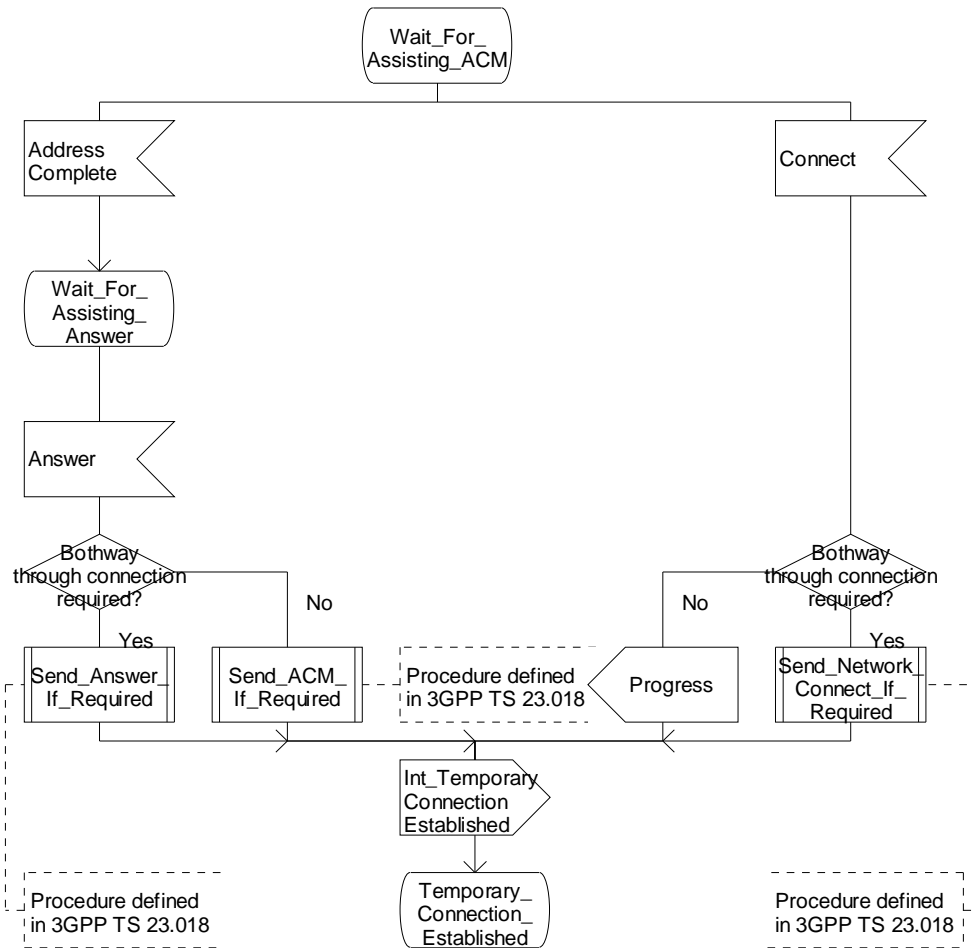 Wait_For_
Assisting_ACM
Address
Complete
Connect
Wait_For_
Assisting_
Answer
Answer
Bothway
through connection
required?
Bothway
through connection
required?
No
No
Yes
Yes
Send_Answer_
If_Required
Send_ACM_
If_Required
Procedure defined
in 3GPP TS 23.018
Progress
Send_Network_
Connect_If_
Required
Int_Temporary
Connection
Established
Procedure defined
in 3GPP TS 23.018
Temporary_
Connection_
Established
Procedure defined
in 3GPP TS 23.018